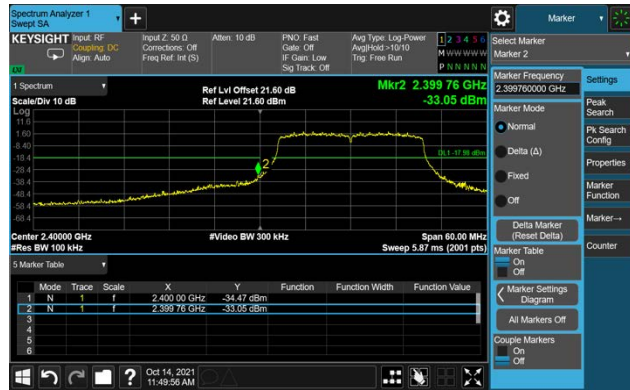 Spectrum Analyzer 1
Swept SA
+
Marker
KEYSIGHT
Input: RF
Coupling: DC
Align: Auto
Input Z: 50 Ω
Corrections: Off
Freq Ref: Int (S)
Atten: 10 dB
PNO: Fast
Gate: Off
IF Gain: Low
Sig Track: Off
Avg Type: Log-Power
Avg|Hold:>10/10
Trig: Free Run
1 2 3 4 5 6
M W W W W W
P N N N N N
LXI
Select Marker
Marker 2
1 Spectrum
Scale/Div 10 dB
Ref Lvl Offset 21.60 dB
Ref Level 21.60 dBm
Mkr2 2.399 76 GHz
-33.05 dBm
Log
11.6
1.60
-8.40
-18.4
-28.4
-38.4
-48.4
-58.4
-68.4
2
DL1 -17.99 dBm
Center 2.40000 GHz
#Res BW 100 kHz
#Video BW 300 kHz
Span 60.00 MHz
Sweep 5.87 ms (2001 pts)
5 Marker Table
Mode Trace Scale X Y Function Function Width Function Value
1 N 1 f 2.400 00 GHz -34.47 dBm
2 N 1 f 2.399 76 GHz -33.05 dBm
3
4
5
6
Marker Frequency
2.399760000 GHz
Marker Mode
Normal
Delta (Δ)
Fixed
Off
Delta Marker
(Reset Delta)
Marker Table
On
Off
Marker Settings
Diagram
All Markers Off
Couple Markers
On
Off
Settings
Peak
Search
Pk Search
Config
Properties
Marker
Function
Marker→
Counter
?
Oct 14, 2021
11:49:56 AM